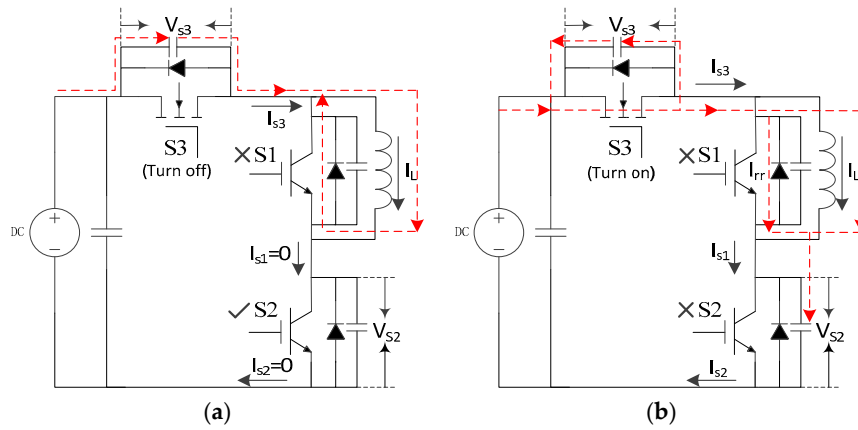 Vs3
Is3
S3
(Turn off)
S1
IL
DC
Is1=0
S2
VS2
Is2=0
(a)
Vs3
Is3
S3
(Turn on)
S1
Irr
IL
DC
Is1
S2
VS2
Is2
(b)